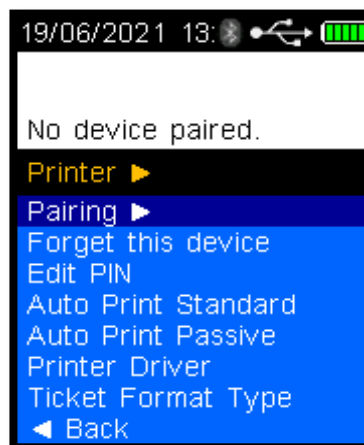 19/06/2021 13:
No device paired.
Printer ►
Pairing ►
Forget this device
Edit PIN
Auto Print Standard
Auto Print Passive
Printer Driver
Ticket Format Type
◄ Back